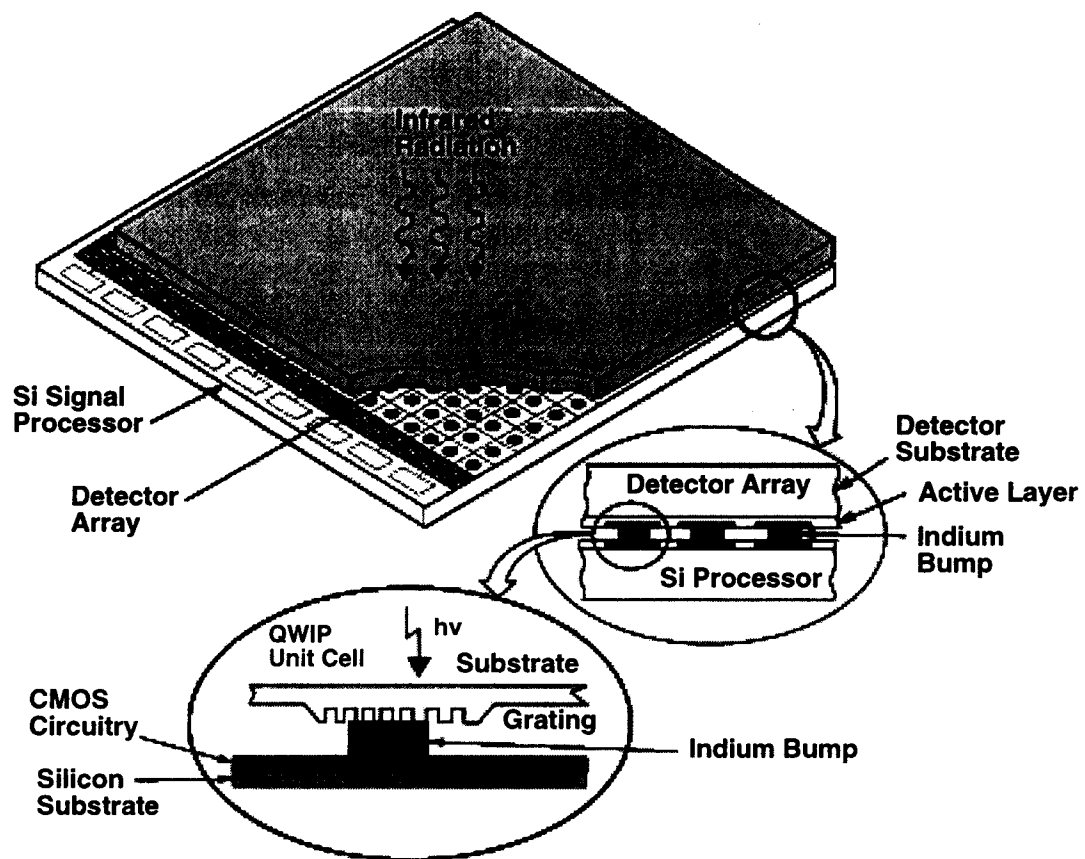 Infrared
Radiation
Si Signal
Processor
Detector
Array
Detector
Substrate
Detector Array
Active Layer
Indium
Bump
Si Processor
QWIP
Unit Cell
hv
Substrate
CMOS
Circuitry
Grating
Indium Bump
Silicon
Substrate